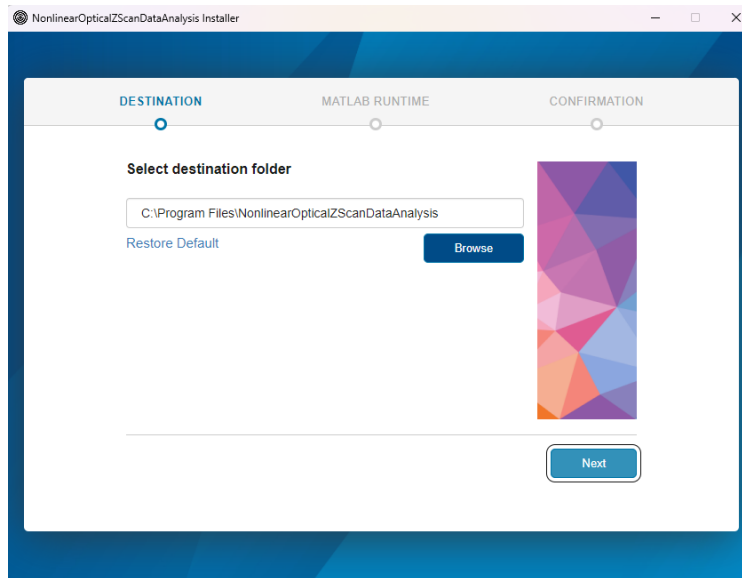 NonlinearOpticalZScanDataAnalysis Installer
DESTINATION MATLAB RUNTIME CONFIRMATION
Select destination folder
C:\Program Files\NonlinearOpticalZScanDataAnalysis
Restore Default Browse
Next